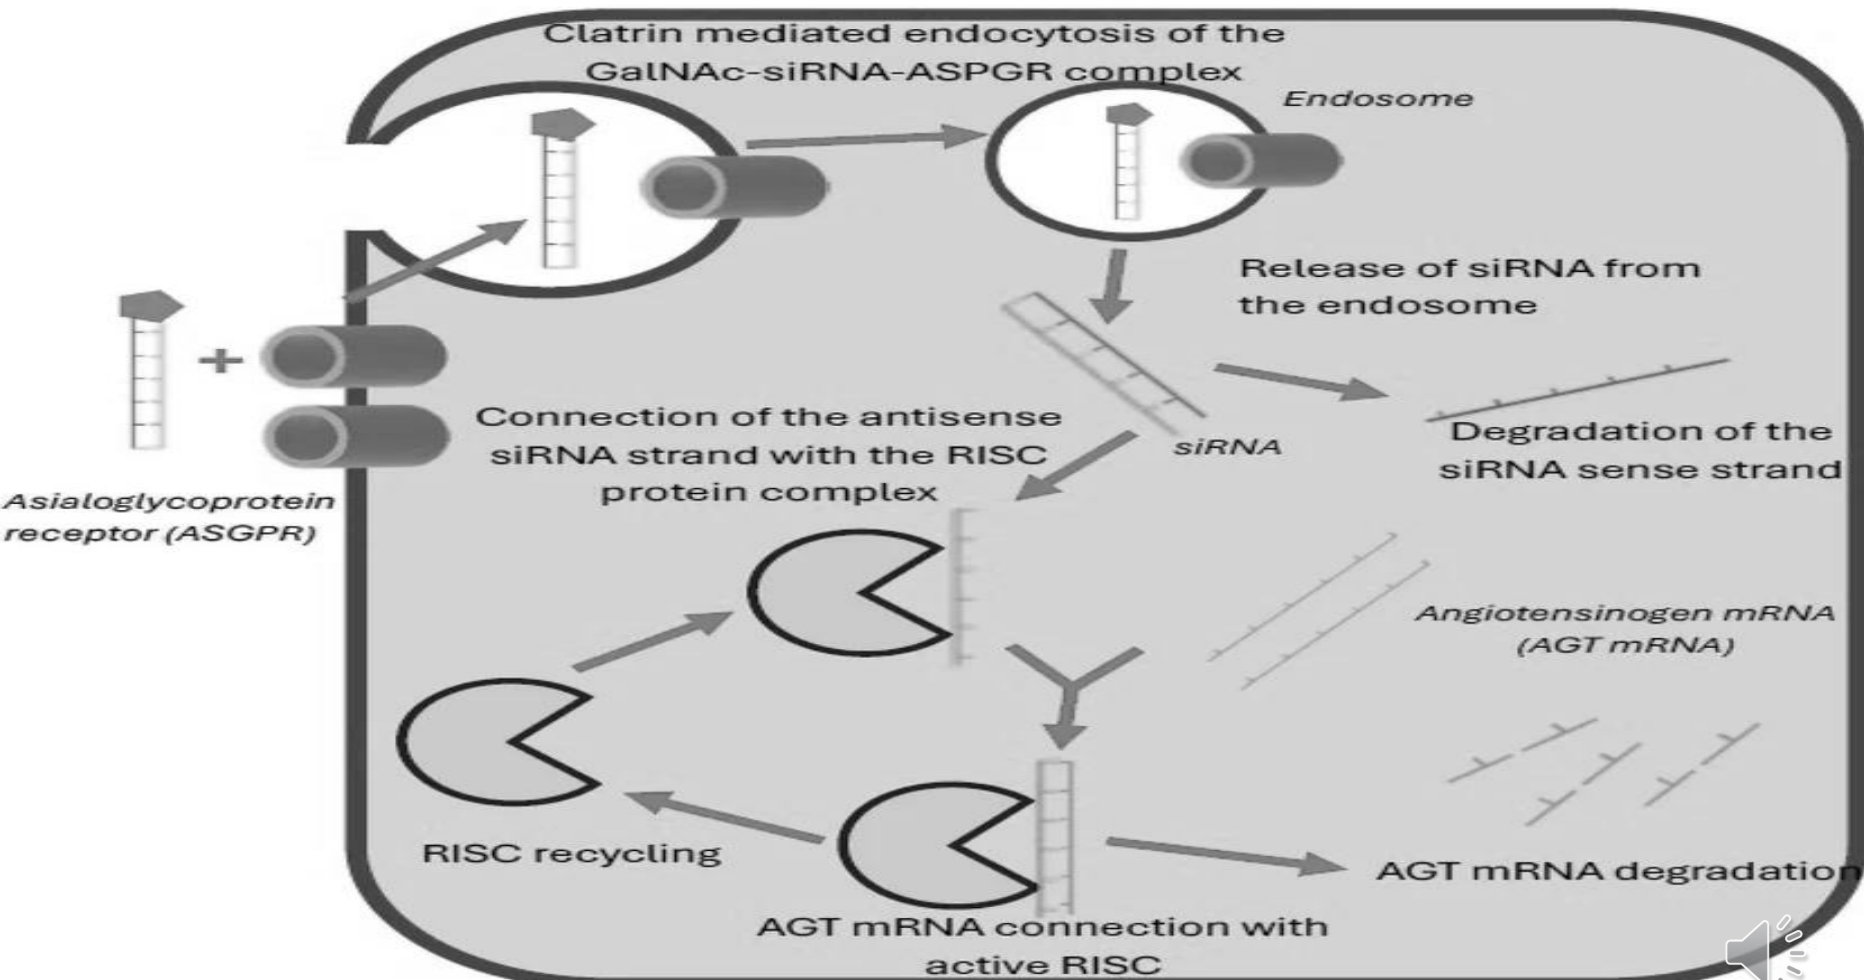 Clatrin mediated endocytosis of the
GalNAc-siRNA-ASPGR complex
Endosome
Release of siRNA from
the endosome
+
Connection of the antisense
siRNA strand with the RISC
protein complex
siRNA
Degradation of the
siRNA sense strand
Asialoglycoprotein
receptor (ASGPR)
Angiotensinogen mRNA
(AGT mRNA)
RISC recycling
AGT mRNA degradation
AGT mRNA connection with
active RISC